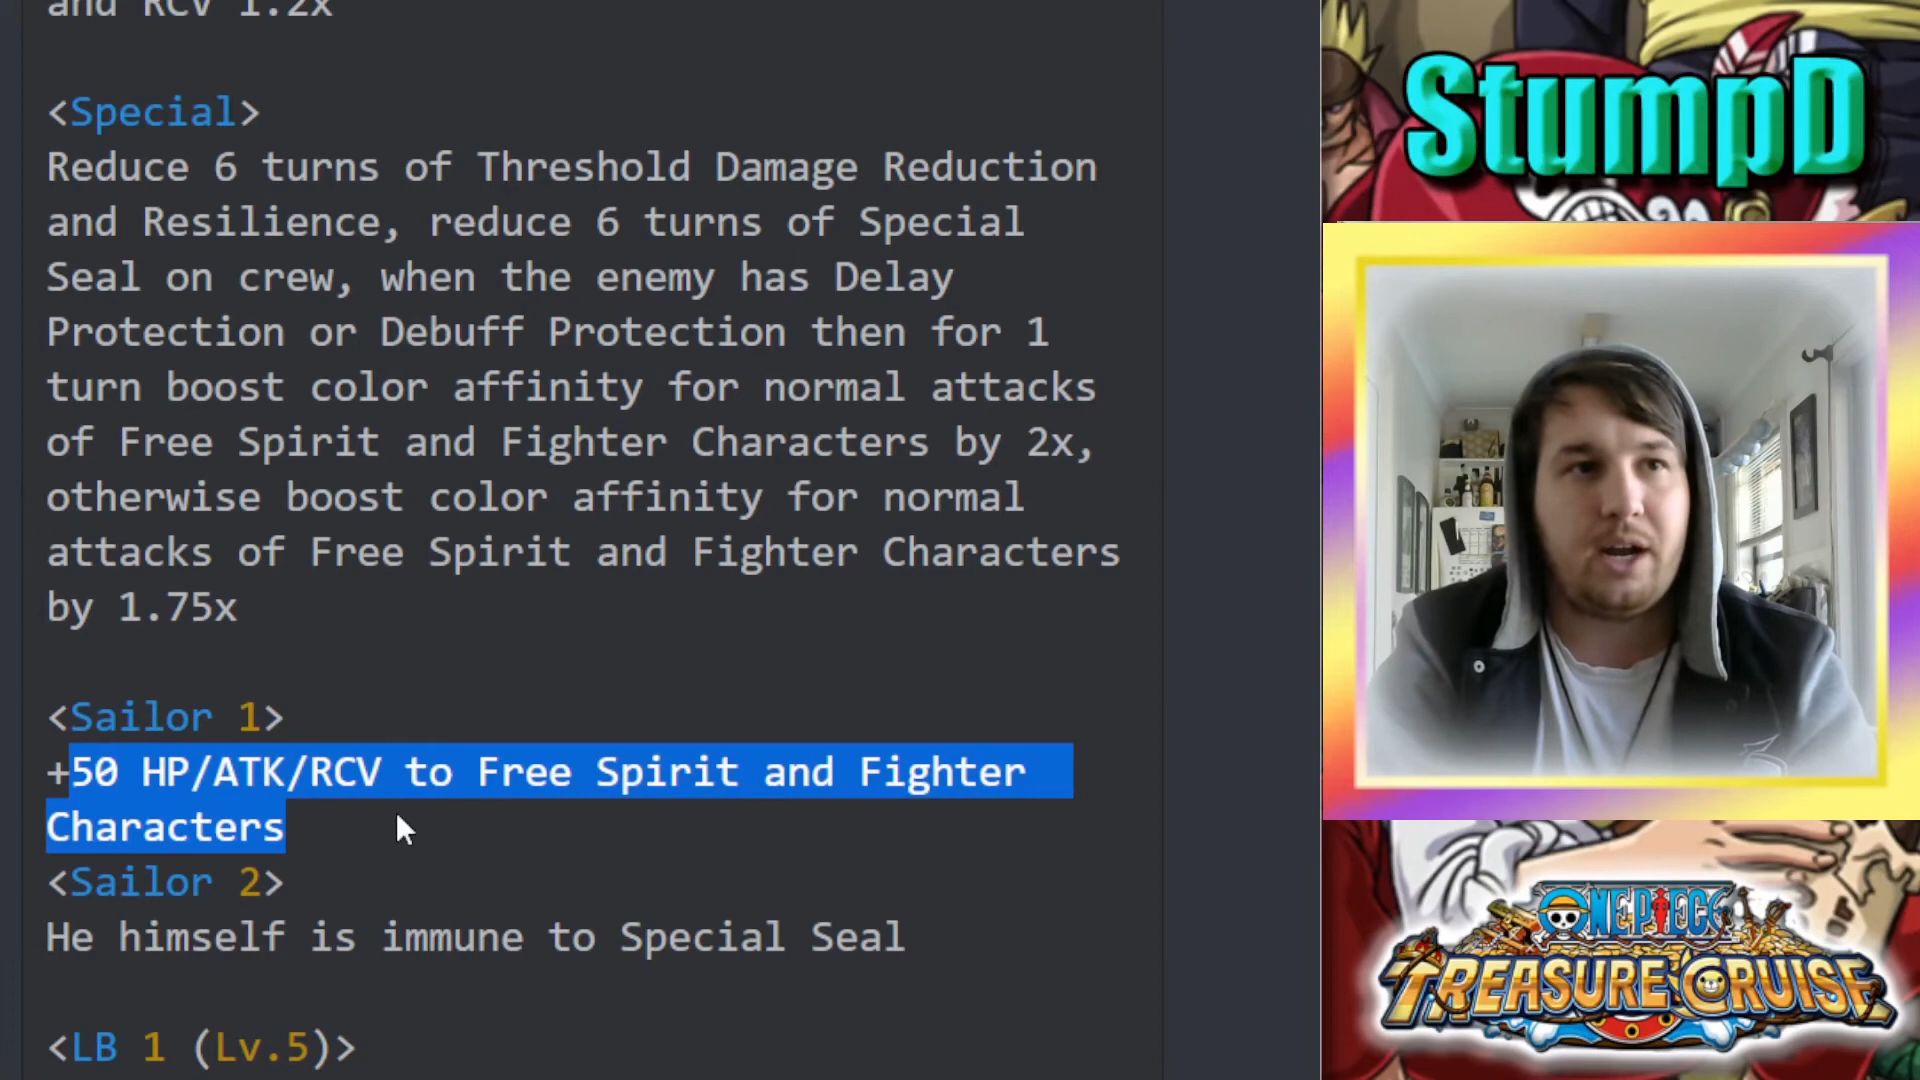 and RCV 1.2x
<Special>
Reduce 6 turns of Threshold Damage Reduction
and Resilience, reduce 6 turns of Special
Seal on crew, when the enemy has Delay
Protection or Debuff Protection then for 1
turn boost color affinity for normal attacks
of Free Spirit and Fighter Characters by 2x,
otherwise boost color affinity for normal
attacks of Free Spirit and Fighter Characters
by 1.75x
<Sailor 1>
+50 HP/ATK/RCV to Free Spirit and Fighter
Characters
<Sailor 2>
He himself is immune to Special Seal
<LB 1 (Lv.5)>
StumpD
ONE PIECE
TREASURE CRUISE